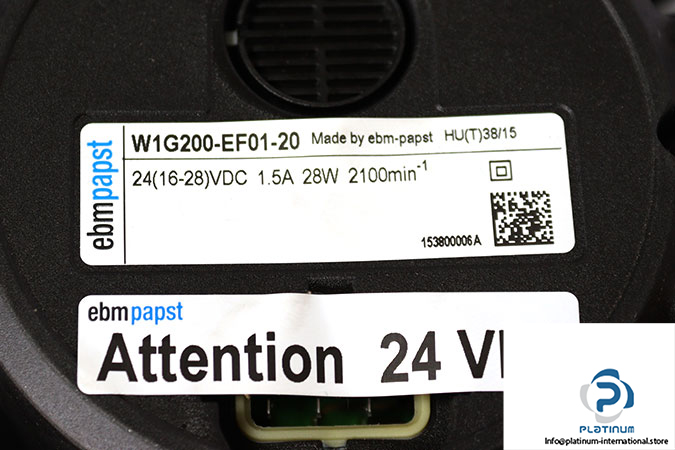 ebmpapst
W1G200-EF01-20 Made by ebm-papst HU(T)38/15
24(16-28)VDC 1.5A 28W 2100min⁻¹
153800006A
ebmpapst
Attention 24 V
PLATINUM
Info@platinum-international.store